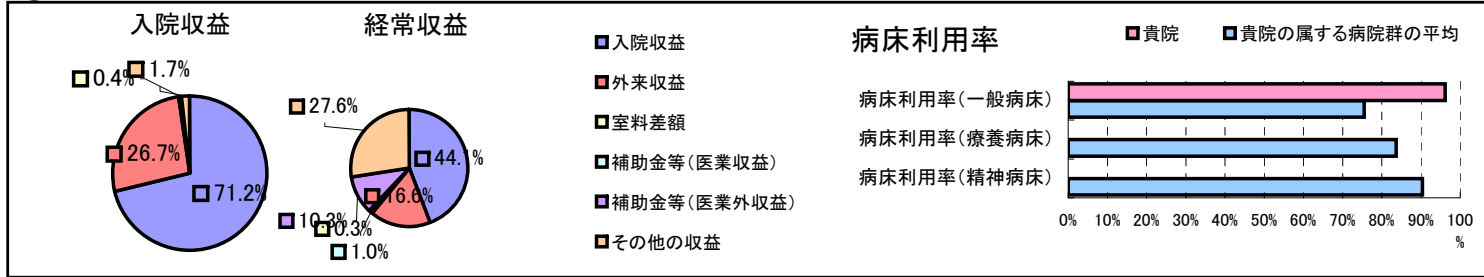 入院収益
1.7%
0.4%
26.7%
71.2%
経常収益
27.6%
44.1%
16.6%
10.3%
0.3%
1.0%
入院収益
外来収益
室料差額
補助金等(医業収益)
補助金等(医業外収益)
その他の収益
病床利用率
貴院
貴院の属する病院群の平均
病床利用率(一般病床)
病床利用率(療養病床)
病床利用率(精神病床)
0% 10% 20% 30% 40% 50% 60% 70% 80% 90% 100
%